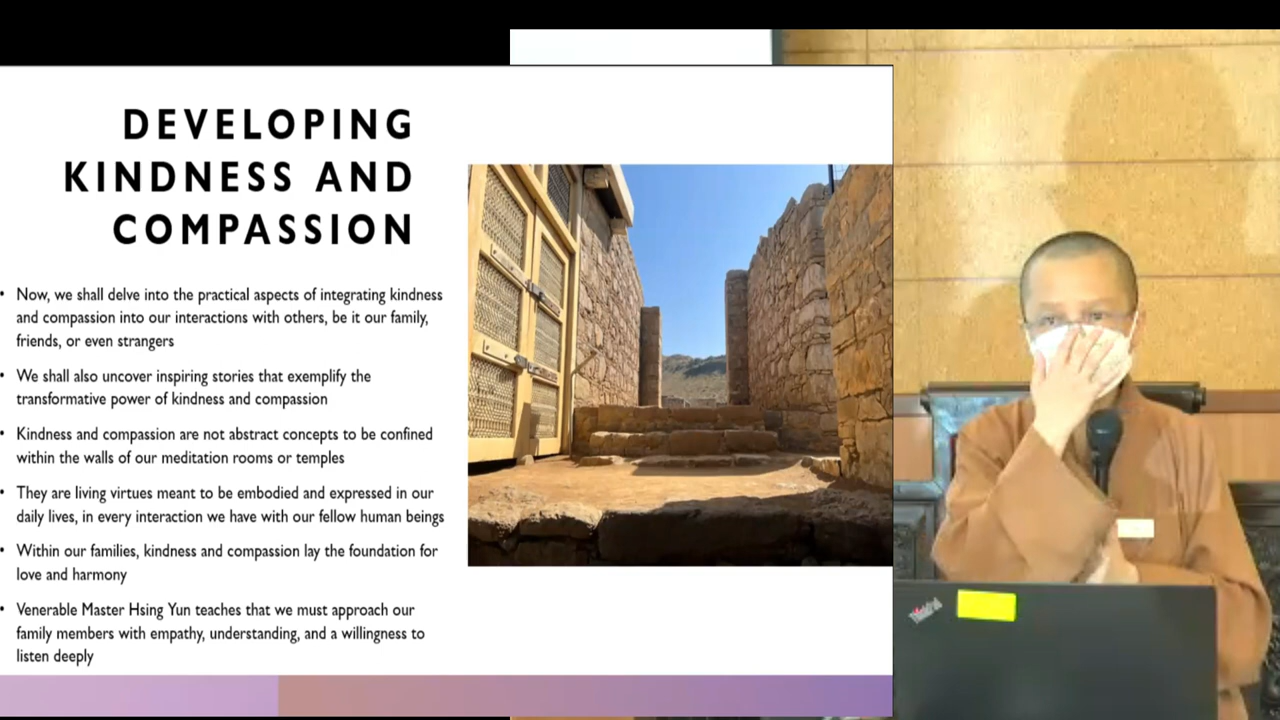 DEVELOPING
KINDNESS AND
COMPASSION
• Now, we shall delve into the practical aspects of integrating kindness
and compassion into our interactions with others, be it our family,
friends, or even strangers
• We shall also uncover inspiring stories that exemplify the
transformative power of kindness and compassion
• Kindness and compassion are not abstract concepts to be confined
within the walls of our meditation rooms or temples
• They are living virtues meant to be embodied and expressed in our
daily lives, in every interaction we have with our fellow human beings
• Within our families, kindness and compassion lay the foundation for
love and harmony
• Venerable Master Hsing Yun teaches that we must approach our
family members with empathy, understanding, and a willingness to
listen deeply
ThinkPad